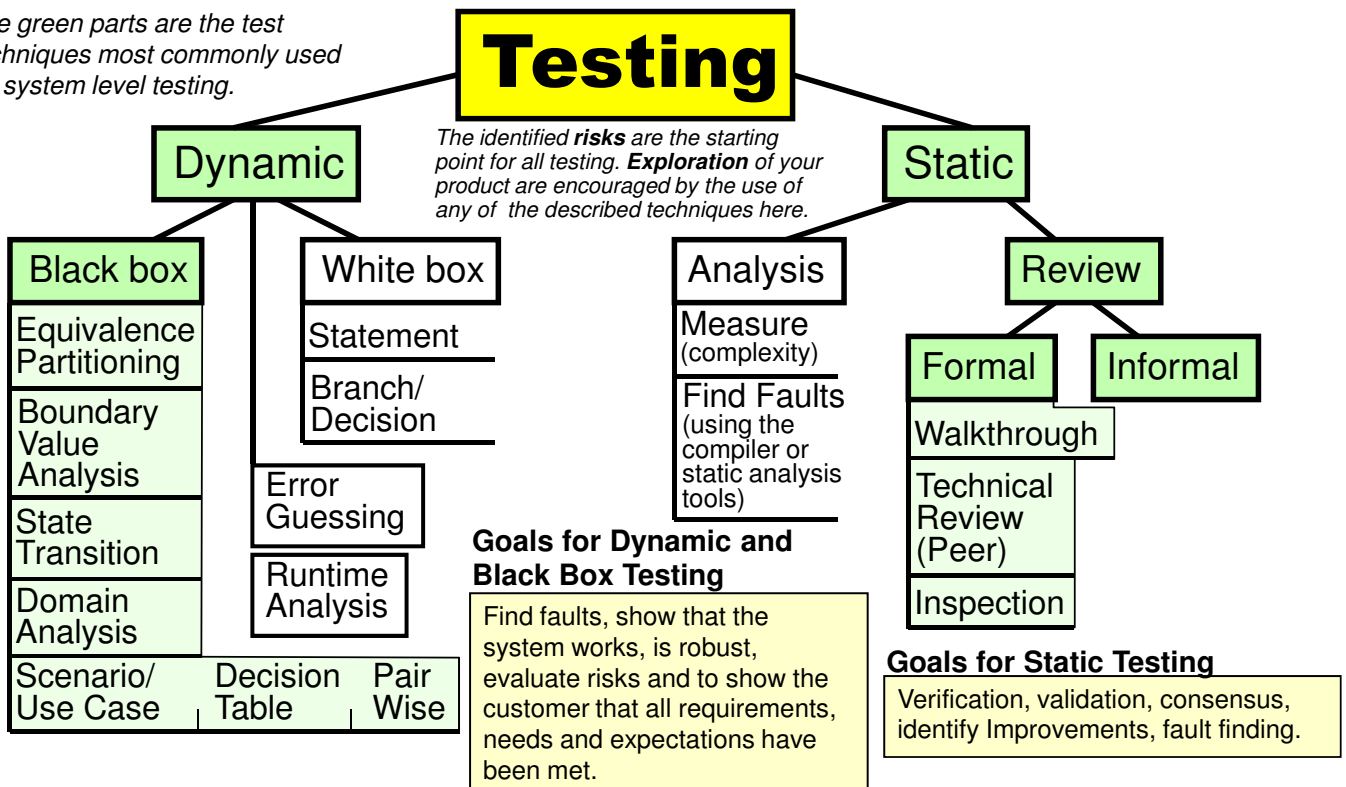 e green parts are the test
chniques most commonly used
system level testing.
Testing
The identified risks are the starting
point for all testing. Exploration of your
product are encouraged by the use of
any of the described techniques here.
Dynamic
Static
Black box
White box
Analysis
Review
Equivalence
Partitioning
Boundary
Value
Analysis
State
Transition
Domain
Analysis
Scenario/
Use Case
Decision
Table
Pair
Wise
Statement
Branch/
Decision
Error
Guessing
Runtime
Analysis
Measure
(complexity)
Find Faults
(using the
compiler or
static analysis
tools)
Formal
Informal
Walkthrough
Technical
Review
(Peer)
Inspection
Goals for Dynamic and
Black Box Testing
Find faults, show that the
system works, is robust,
evaluate risks and to show the
customer that all requirements,
needs and expectations have
been met.
Goals for Static Testing
Verification, validation, consensus,
identify Improvements, fault finding.